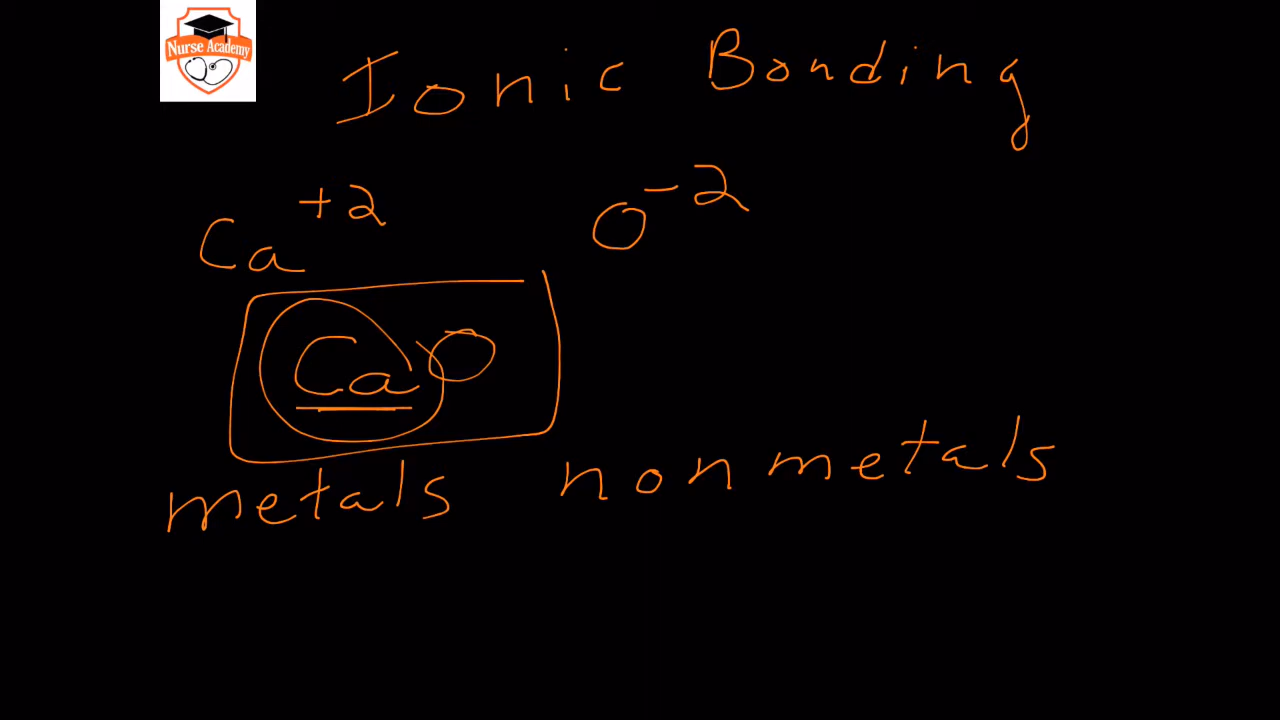 Nurse Academy
Ionic Bonding
Ca+2 O-2
CaO
metals nonmetals